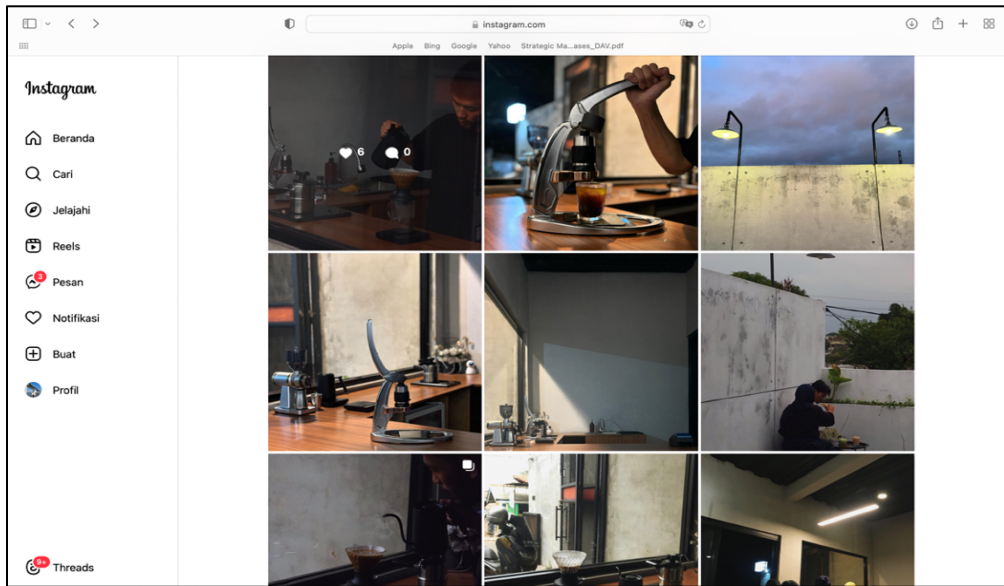 instagram.com
Apple Bing Google Yahoo Strategic Ma...ases_DAV.pdf
Instagram
Beranda
Cari
Jelajahi
Reels
3
Pesan
Notifikasi
Buat
Profil
9+
Threads
6 0